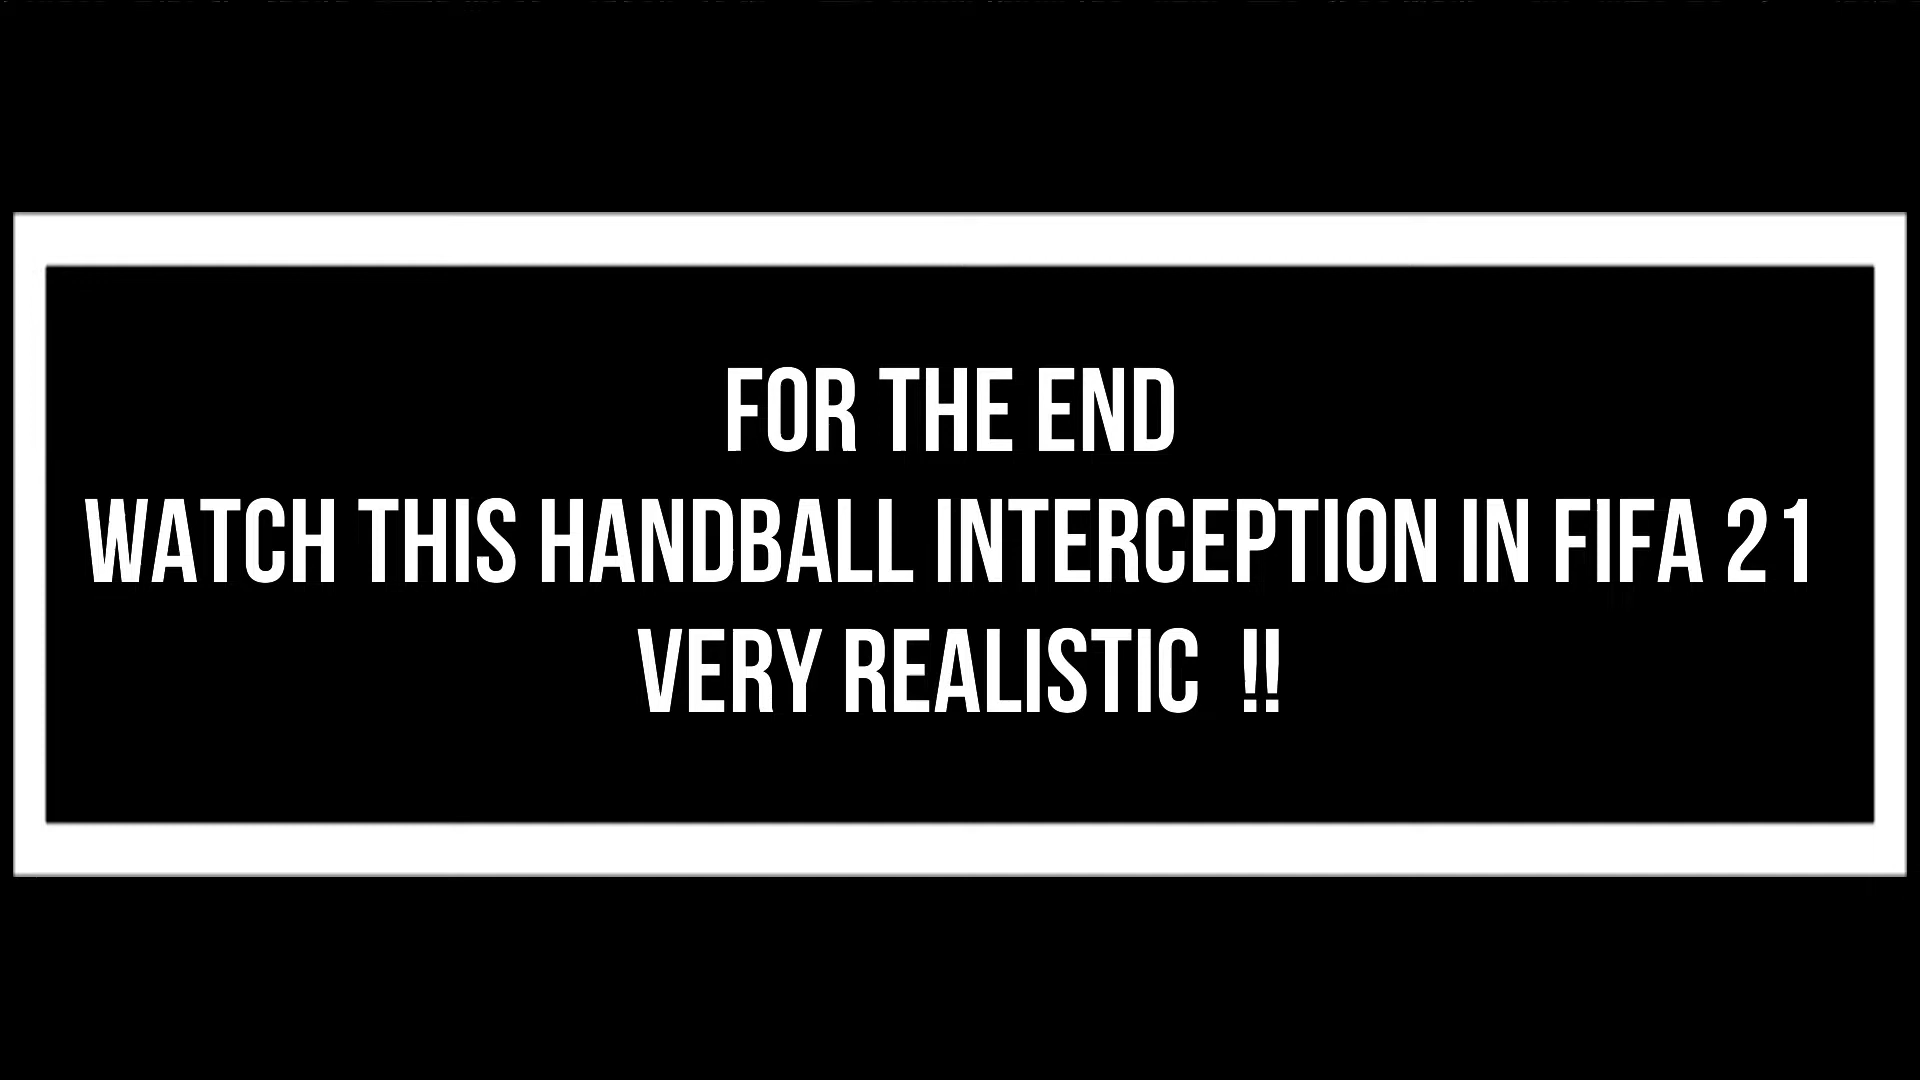 FOR THE END
WATCH THIS HANDBALL INTERCEPTION IN FIFA 21
VERY REALISTIC  !!